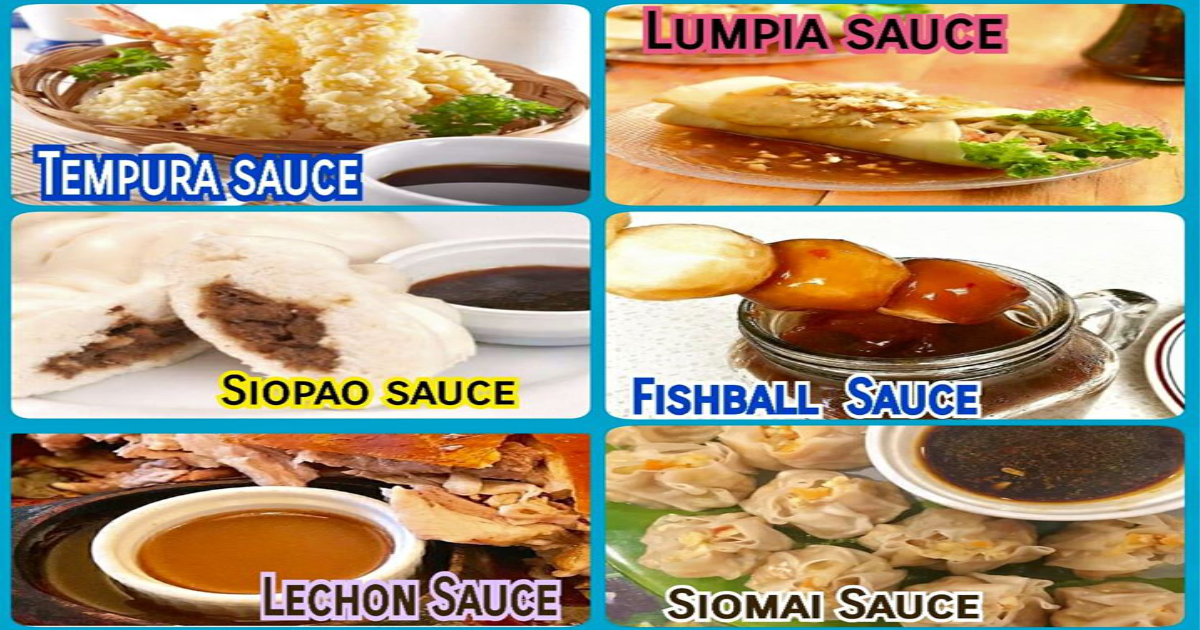 Tempura sauce
Lumpia sauce
Siopao sauce
Fishball Sauce
Lechon Sauce
Siomai Sauce